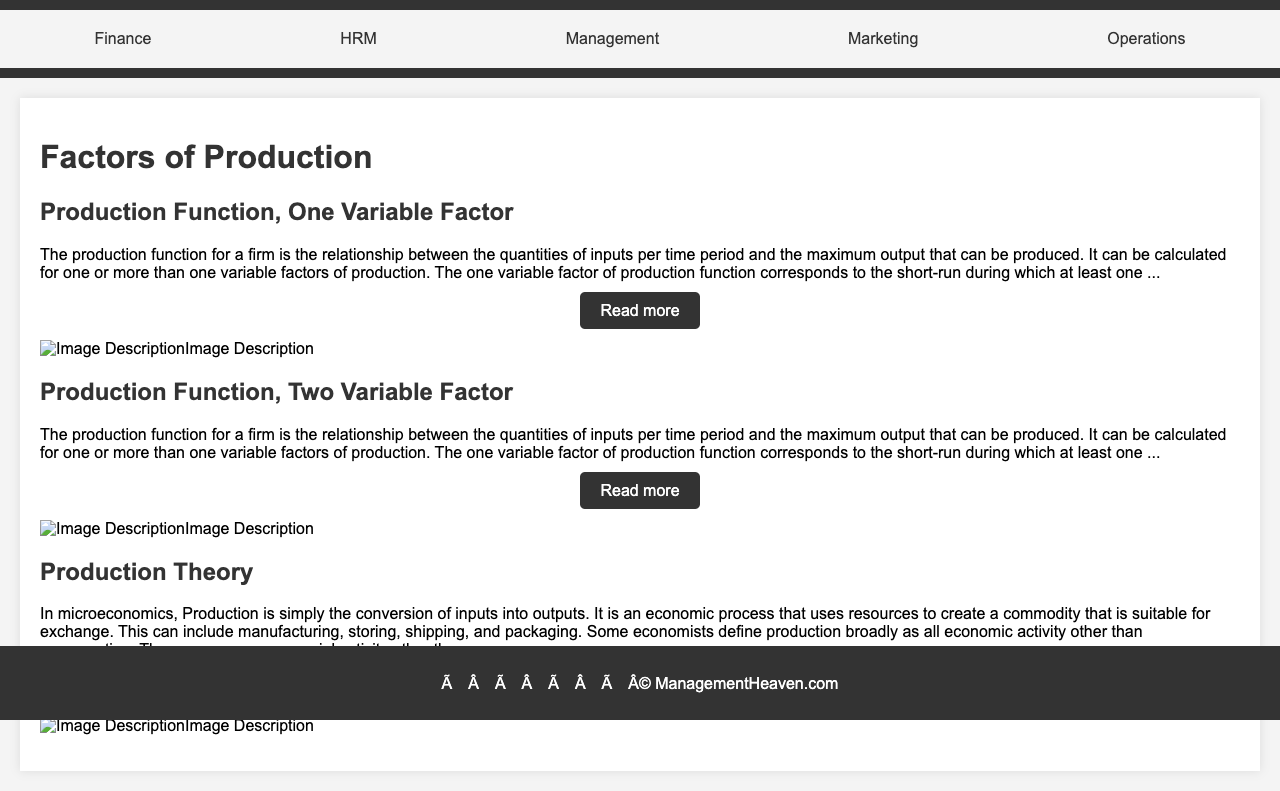 Finance HRM Management Marketing Operations
Factors of Production
Production Function, One Variable Factor
The production function for a firm is the relationship between the quantities of inputs per time period and the maximum output that can be produced. It can be calculated
for one or more than one variable factors of production. The one variable factor of production function corresponds to the short-run during which at least one ...
Read more
Image DescriptionImage Description
Production Function, Two Variable Factor
The production function for a firm is the relationship between the quantities of inputs per time period and the maximum output that can be produced. It can be calculated
for one or more than one variable factors of production. The one variable factor of production function corresponds to the short-run during which at least one ...
Read more
Image DescriptionImage Description
Production Theory
In microeconomics, Production is simply the conversion of inputs into outputs. It is an economic process that uses resources to create a commodity that is suitable for
exchange. This can include manufacturing, storing, shipping, and packaging. Some economists define production broadly as all economic activity other than
Ã Â Ã Â Ã Â Ã Â© ManagementHeaven.com
Image DescriptionImage Description